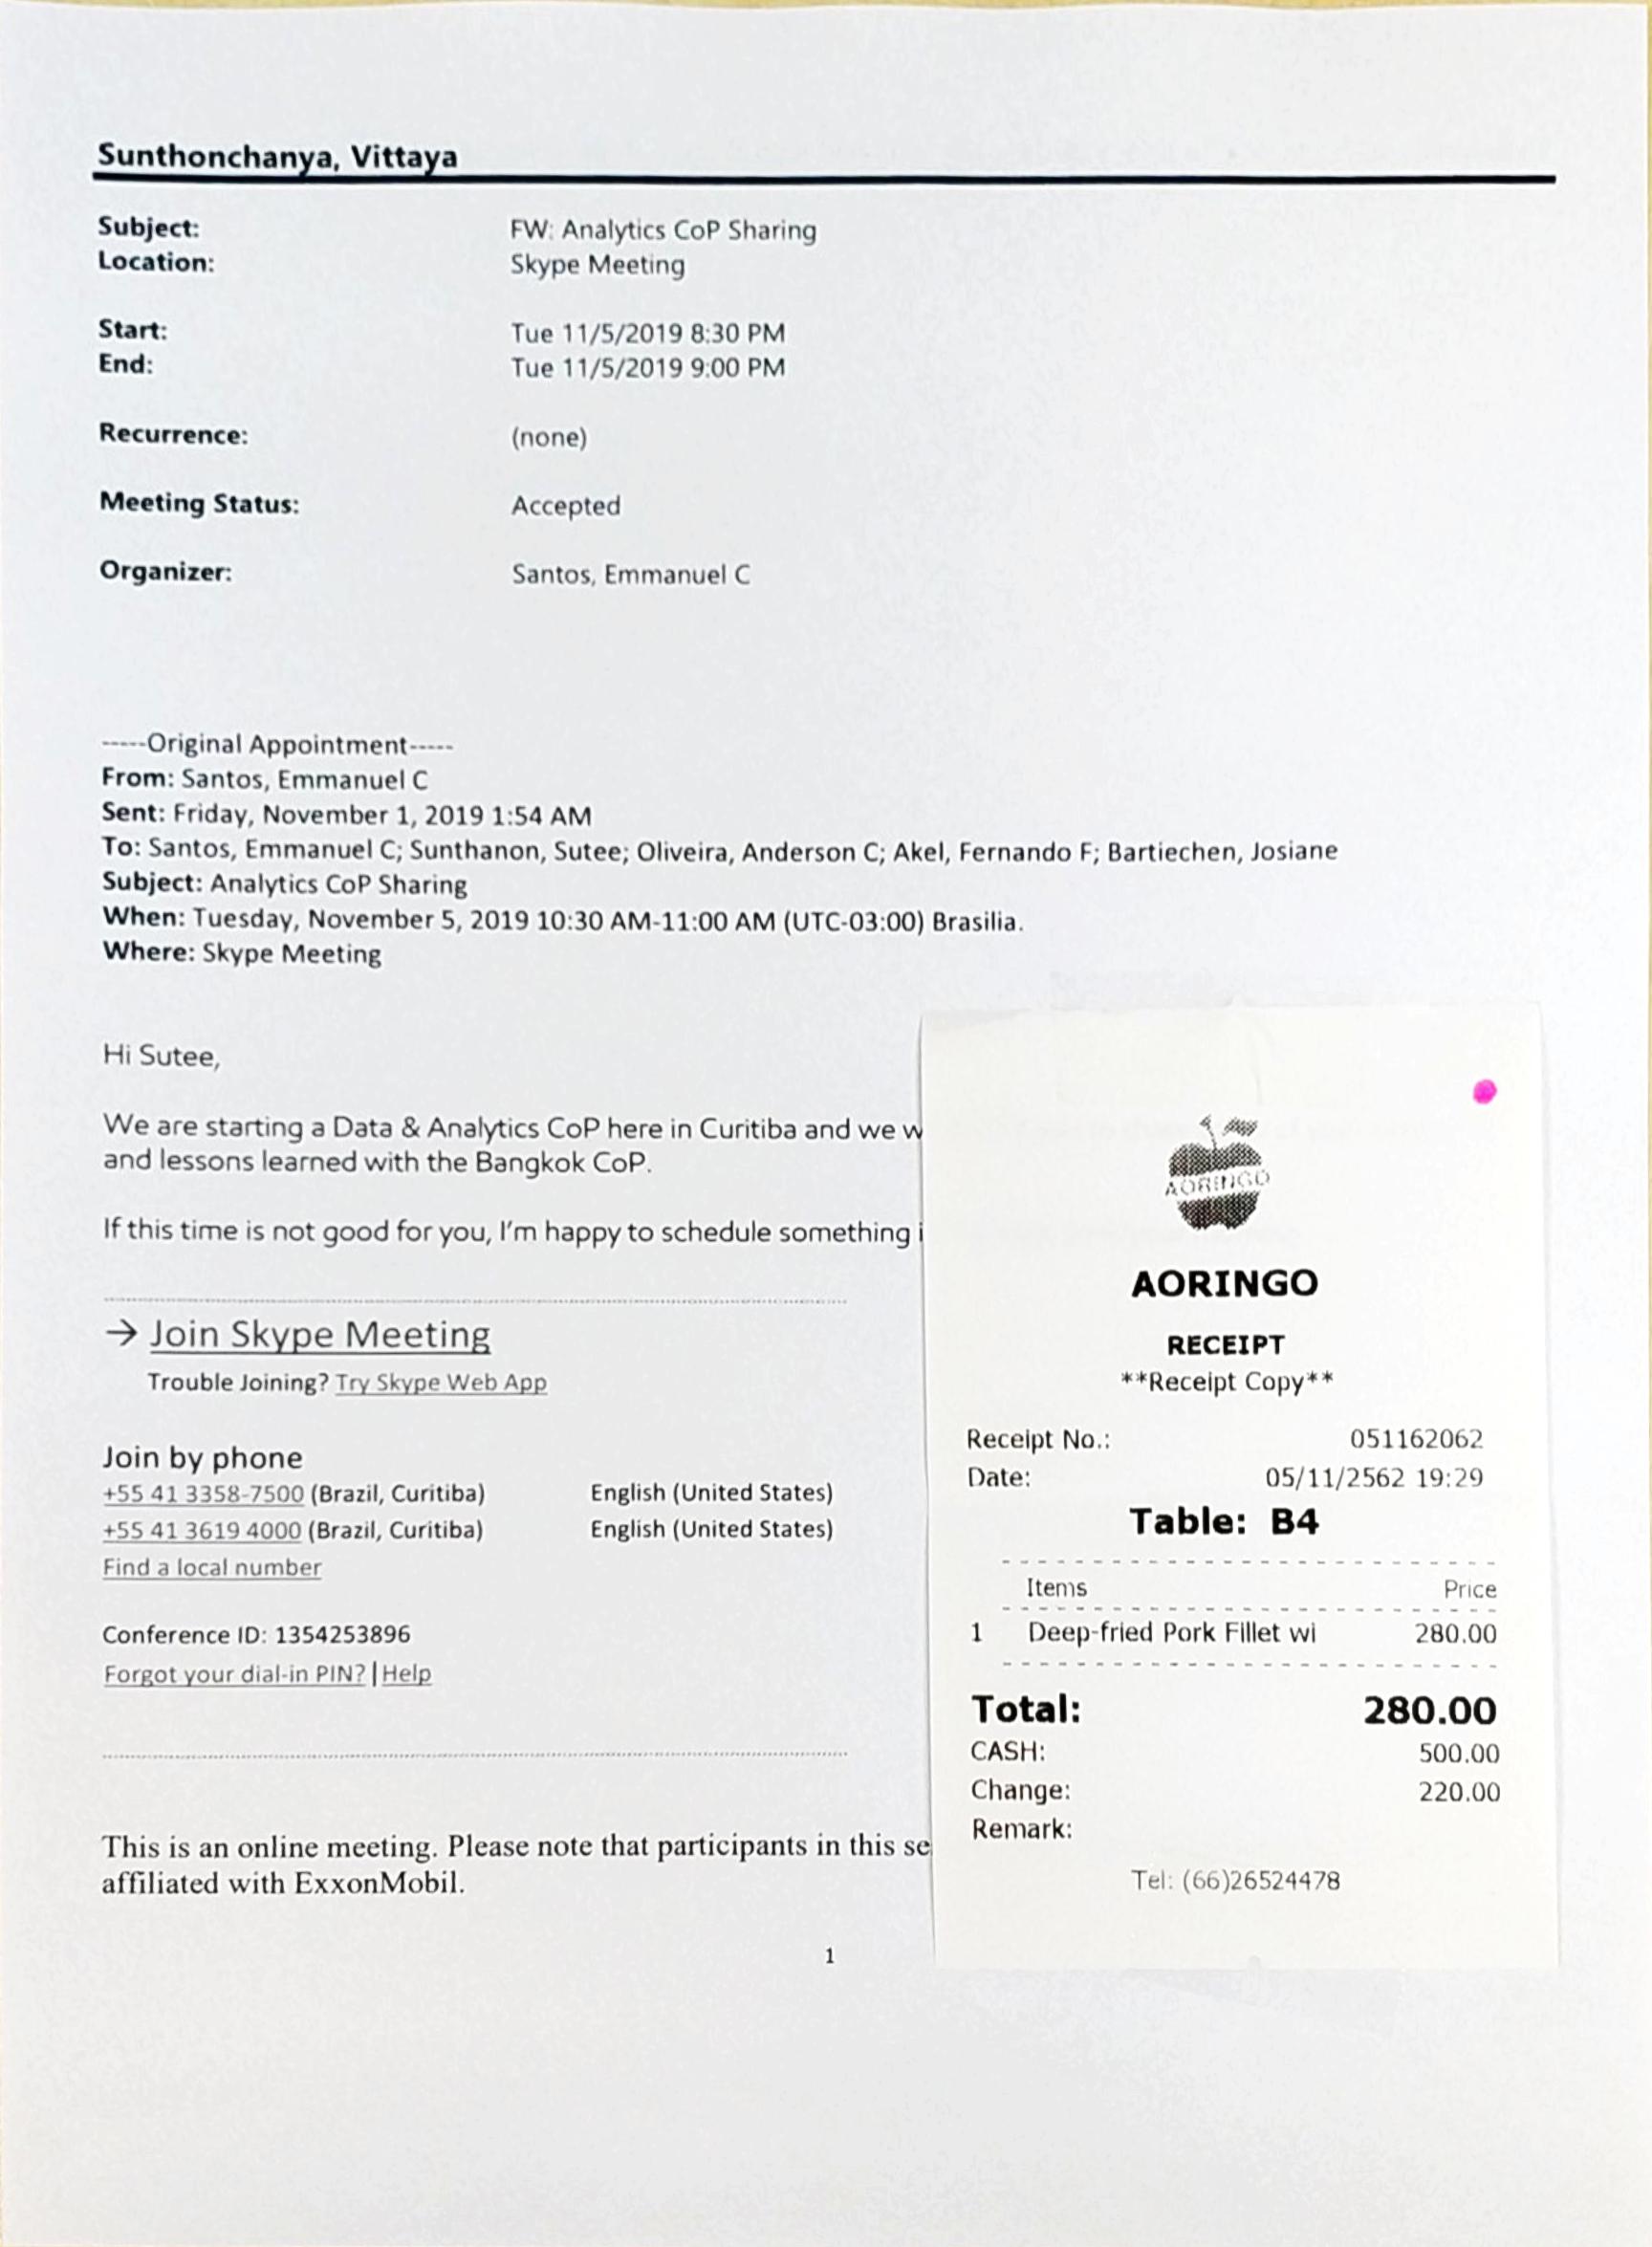 Sunthonchanya, Vittaya
Subject: FW: Analytics CoP Sharing
Location: Skype Meeting
Start: Tue 11/5/2019 8:30 PM
End: Tue 11/5/2019 9:00 PM
Recurrence: (none)
Meeting Status: Accepted
Organizer: Santos, Emmanuel C
-----Original Appointment-----
From: Santos, Emmanuel C
Sent: Friday, November 1, 2019 1:54 AM
To: Santos, Emmanuel C; Sunthanon, Sutee; Oliveira, Anderson C; Akel, Fernando F; Bartiechen, Josiane
Subject: Analytics CoP Sharing
When: Tuesday, November 5, 2019 10:30 AM-11:00 AM (UTC-03:00) Brasilia.
Where: Skype Meeting
Hi Sutee,
We are starting a Data & Analytics CoP here in Curitiba and we w
and lessons learned with the Bangkok CoP.
If this time is not good for you, I'm happy to schedule something i
→ Join Skype Meeting
Trouble Joining? Try Skype Web App
Join by phone
+55 41 3358-7500 (Brazil, Curitiba) English (United States)
+55 41 3619 4000 (Brazil, Curitiba) English (United States)
Find a local number
Conference ID: 1354253896
Forgot your dial-in PIN? | Help
This is an online meeting. Please note that participants in this se
affiliated with ExxonMobil.
1
AORINGO
AORINGO
RECEIPT
**Receipt Copy**
Receipt No.: 051162062
Date: 05/11/2562 19:29
Table: B4
Items Price
1 Deep-fried Pork Fillet wi 280.00
Total: 280.00
CASH: 500.00
Change: 220.00
Remark:
Tel: (66)26524478